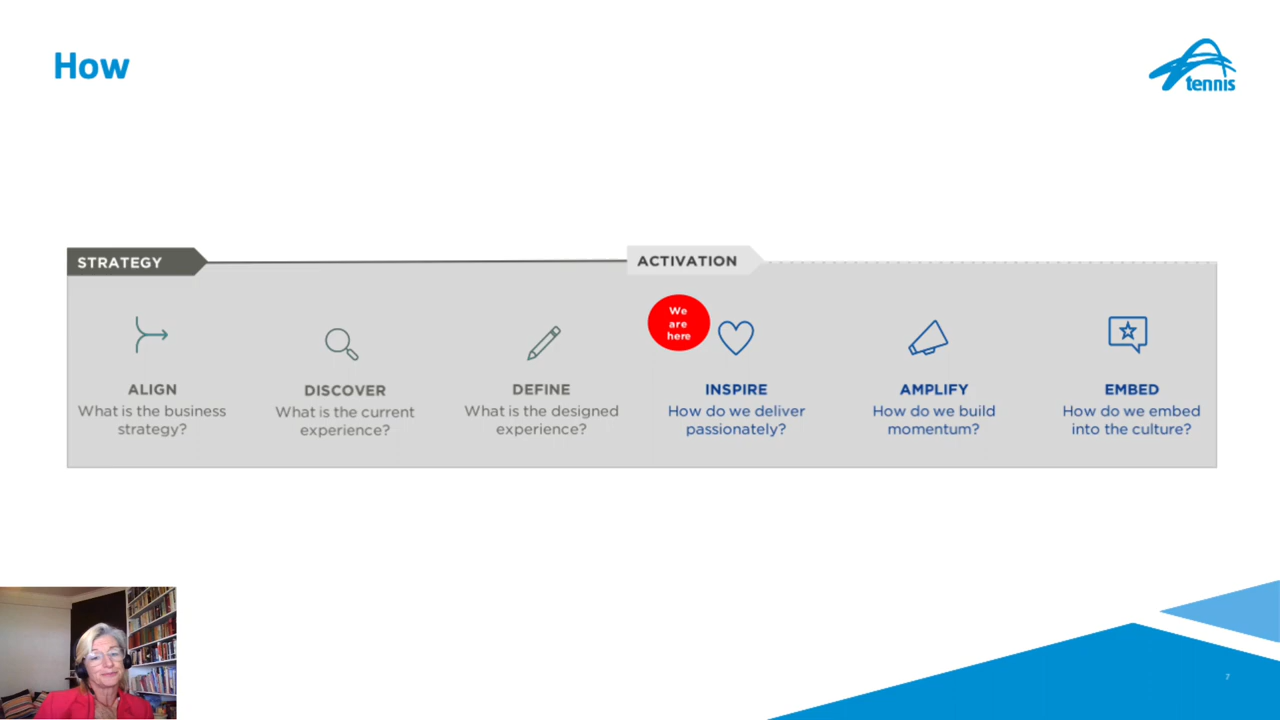 How
tennis
STRATEGY
ACTIVATION
We
are
here
ALIGN
What is the business
strategy?
DISCOVER
What is the current
experience?
DEFINE
What is the designed
experience?
INSPIRE
How do we deliver
passionately?
AMPLIFY
How do we build
momentum?
EMBED
How do we embed
into the culture?
7